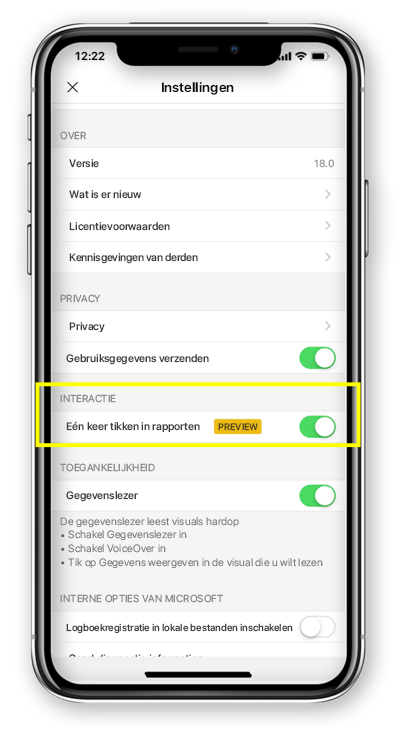 12:22
Instellingen
OVER
Versie 18.0
Wat is er nieuw
Licentievoorwaarden
Kennisgevingen van derden
PRIVACY
Privacy
Gebruiksgegevens verzenden
INTERACTIE
Eén keer tikken in rapporten PREVIEW
TOEGANKELIJKHEID
Gegevenslezer
De gegevenslezer leest visuals hardop
• Schakel Gegevenslezer in
• Schakel VoiceOver in
• Tik op Gegevens weergeven in de visual die u wilt lezen
INTERNE OPTIES VAN MICROSOFT
Logboekregistratie in lokale bestanden inschakelen